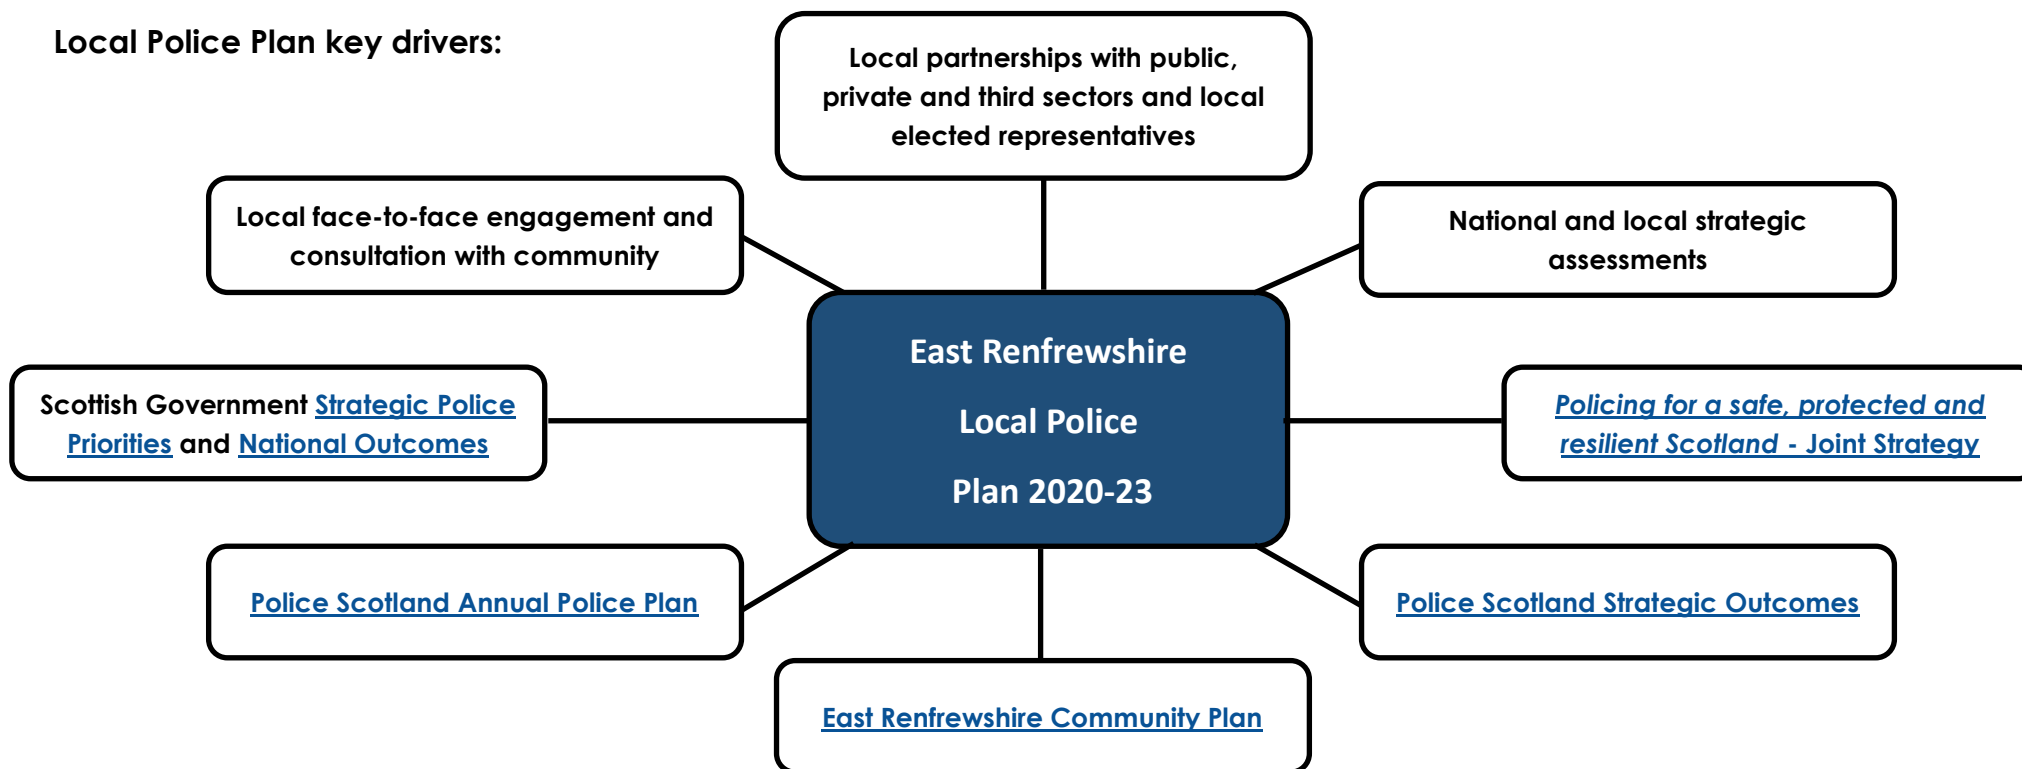 Local Police Plan key drivers:
Local partnerships with public,
private and third sectors and local
elected representatives
Local face-to-face engagement and
consultation with community
National and local strategic
assessments
East Renfrewshire
Local Police
Plan 2020-23
Scottish Government Strategic Police
Priorities and National Outcomes
Policing for a safe, protected and
resilient Scotland - Joint Strategy
Police Scotland Annual Police Plan
Police Scotland Strategic Outcomes
East Renfrewshire Community Plan